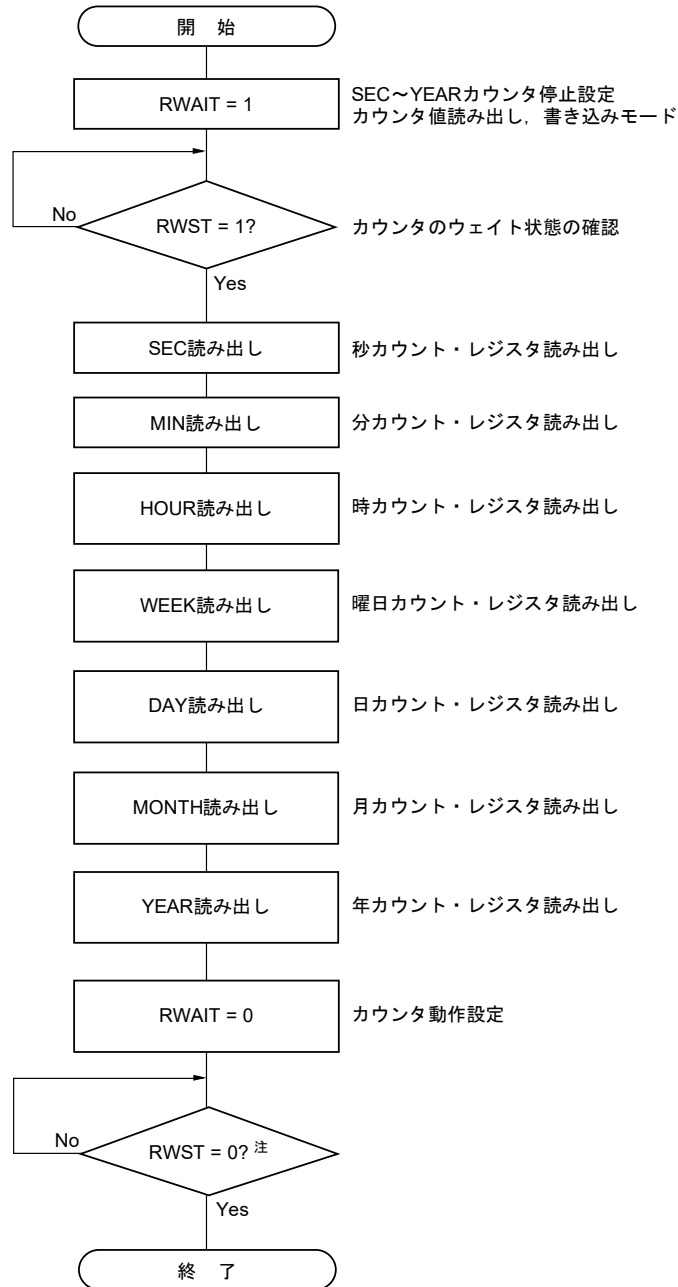 開 始
RWAIT = 1
SEC～YEARカウンタ停止設定
カウンタ値読み出し，書き込みモード
No
RWST = 1?
カウンタのウェイト状態の確認
Yes
SEC読み出し
秒カウント・レジスタ読み出し
MIN読み出し
分カウント・レジスタ読み出し
HOUR読み出し
時カウント・レジスタ読み出し
WEEK読み出し
曜日カウント・レジスタ読み出し
DAY読み出し
日カウント・レジスタ読み出し
MONTH読み出し
月カウント・レジスタ読み出し
YEAR読み出し
年カウント・レジスタ読み出し
RWAIT = 0
カウンタ動作設定
No
RWST = 0? 注
Yes
終 了